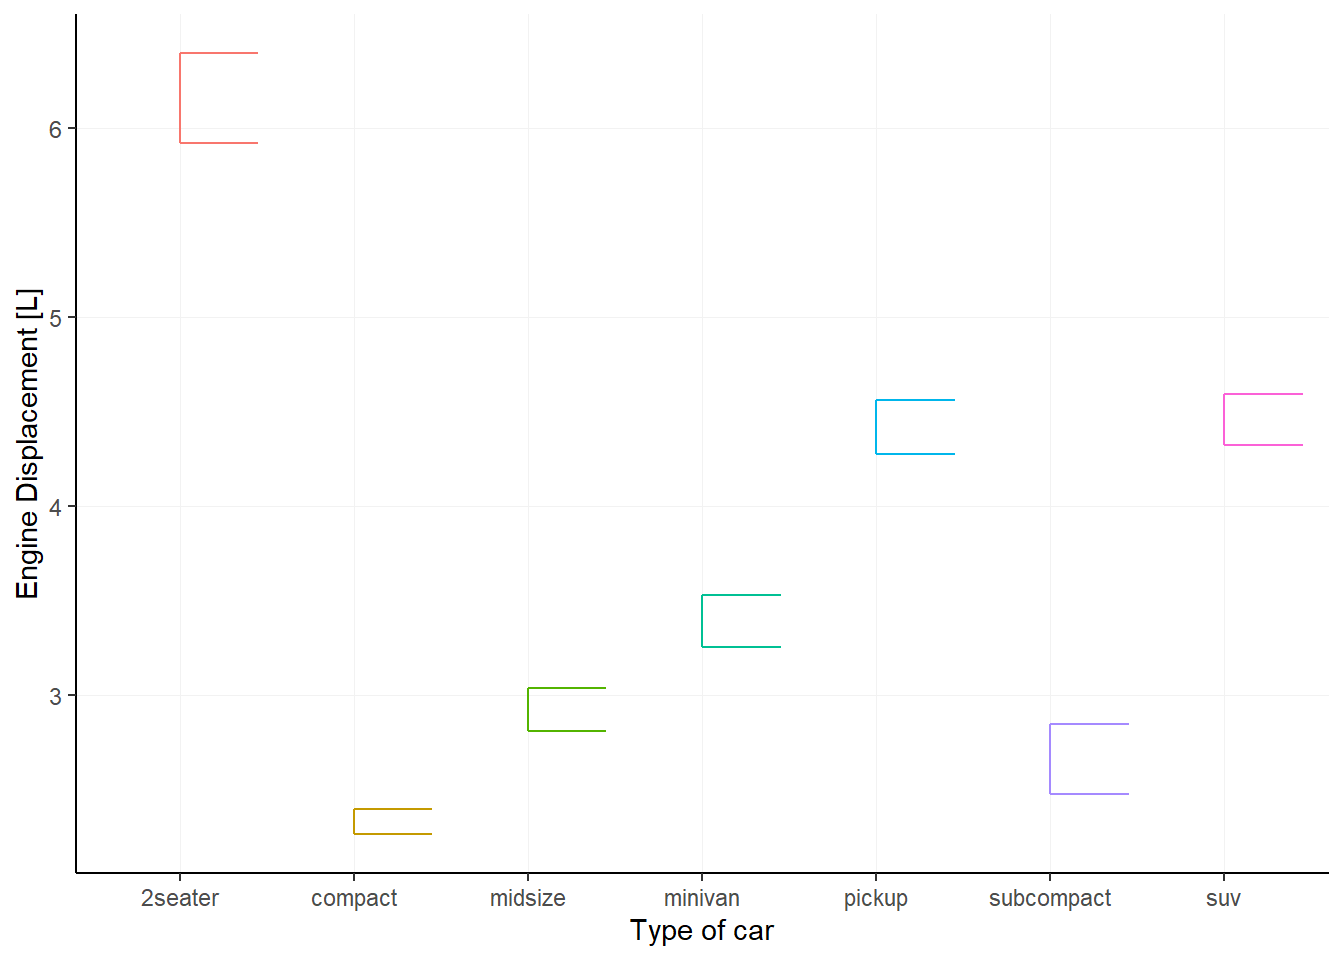 Engine Displacement [L]
6
5
4
3
2seater compact midsize minivan pickup subcompact suv
Type of car